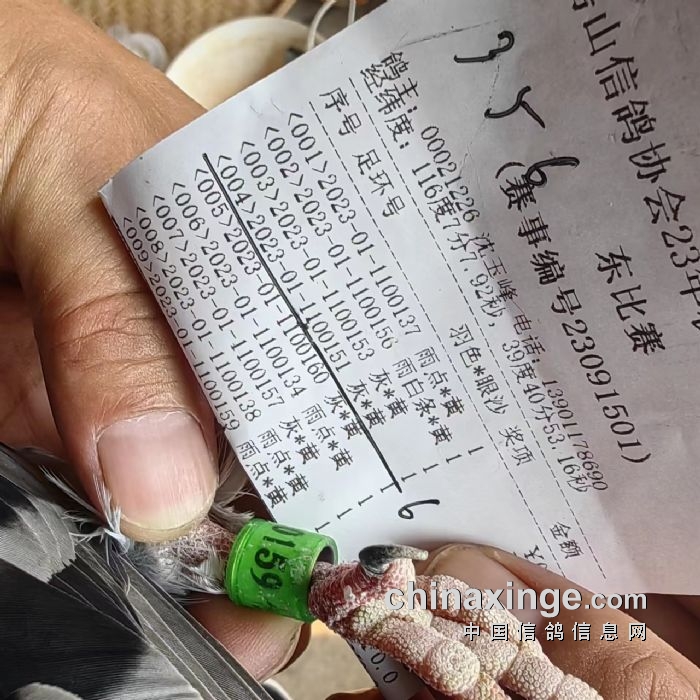 山信鸽协会23年
东比赛
(赛事编号23091501)
鸽主: 00021226 沈玉峰 电话: 13901178690
经纬度: 116度7分7.92秒, 39度40分53.16秒
序号 足环号 羽色*眼沙 奖项 金额
<001>2023-01-1100137 雨点*黄 1
<002>2023-01-1100156 雨白条*黄 1
<003>2023-01-1100153 灰*黄 1
<004>2023-01-1100151 灰*黄 1
<005>2023-01-1100160 雨点*黄
<006>2023-01-1100134 灰*黄
<007>2023-01-1100157 雨点*黄
<008>2023-01-1100138 雨点*黄
<009>2023-01-1100159 雨点*黄
6
0159
chinaxinge.com
中国信鸽信息网